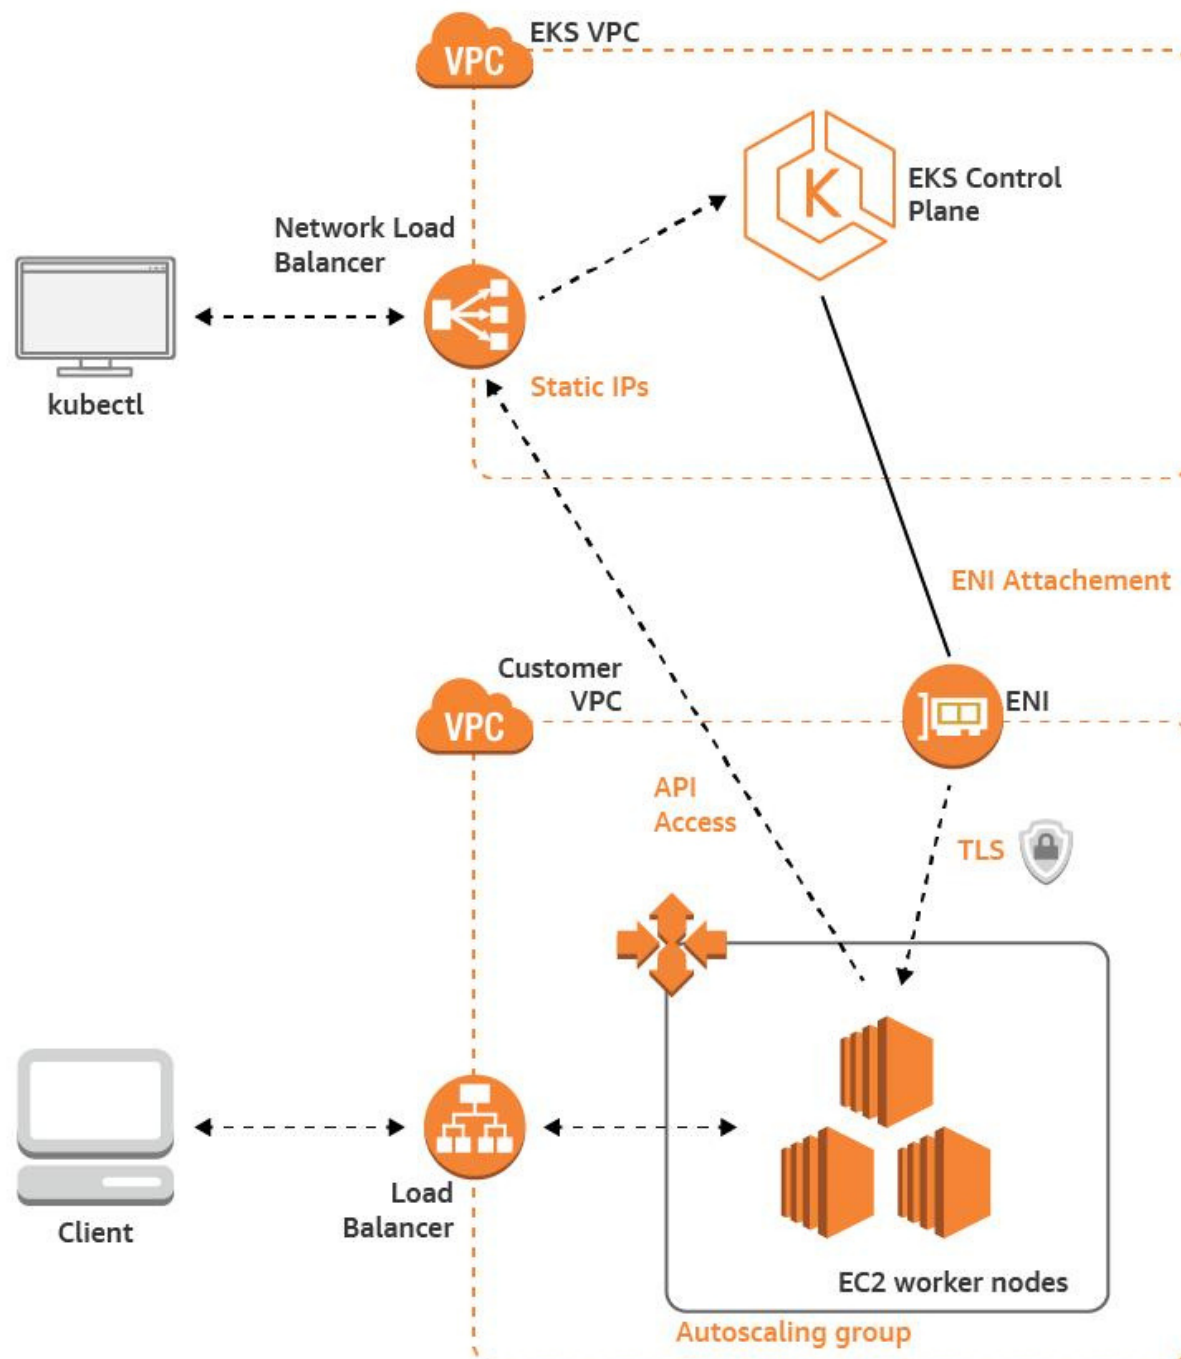 VPC
EKS VPC
EKS Control
Plane
Network Load
Balancer
Static IPs
kubectl
ENI Attachement
Customer
VPC
VPC
ENI
API
Access
TLS
Load
Balancer
Client
EC2 worker nodes
Autoscaling group